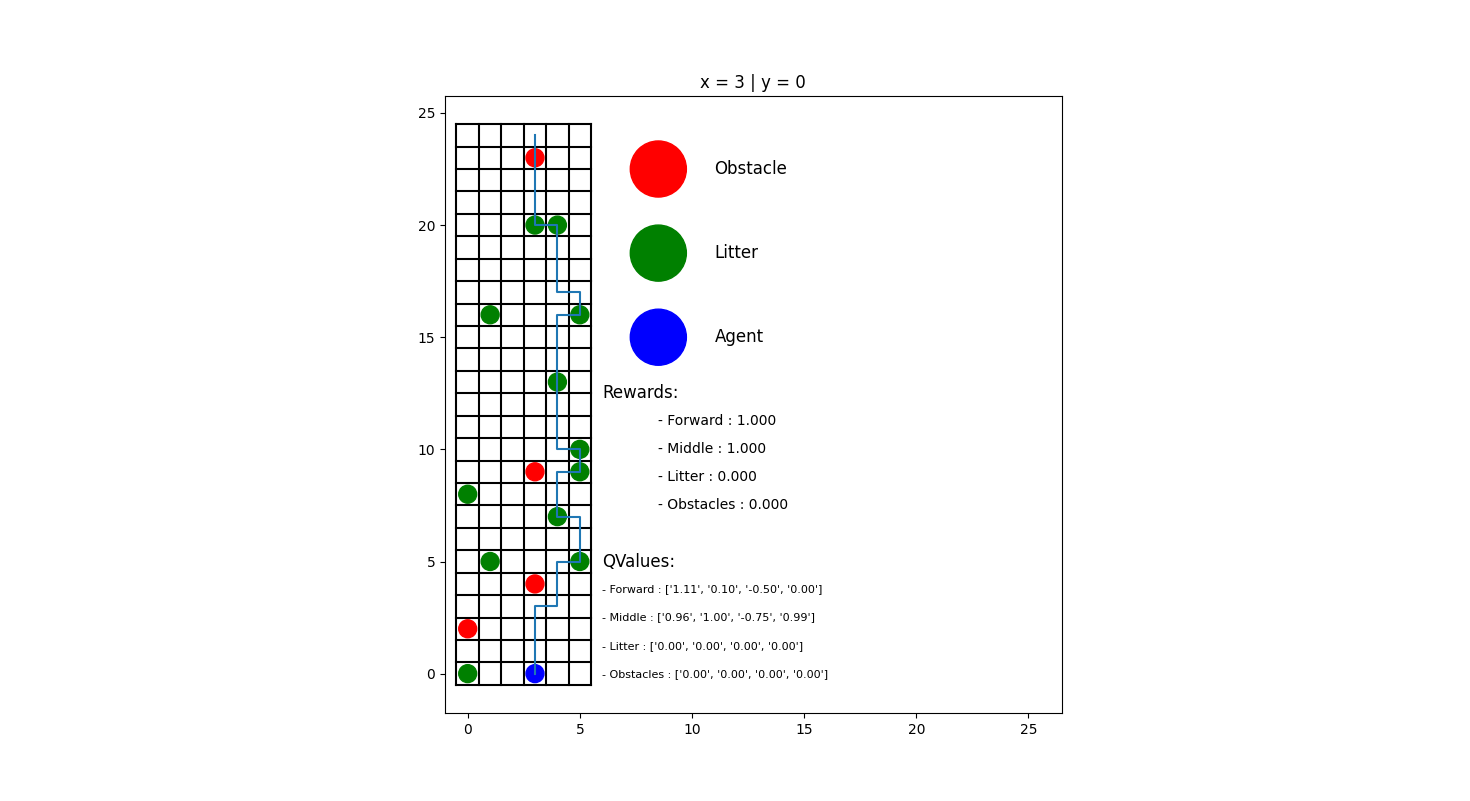 x = 3 | y = 0
25
20
15
10
5
0
0 5 10 15 20 25
Obstacle
Litter
Agent
Rewards:
- Forward : 1.000
- Middle : 1.000
- Litter : 0.000
- Obstacles : 0.000
QValues:
- Forward : ['1.11', '0.10', '-0.50', '0.00']
- Middle : ['0.96', '1.00', '-0.75', '0.99']
- Litter : ['0.00', '0.00', '0.00', '0.00']
- Obstacles : ['0.00', '0.00', '0.00', '0.00']